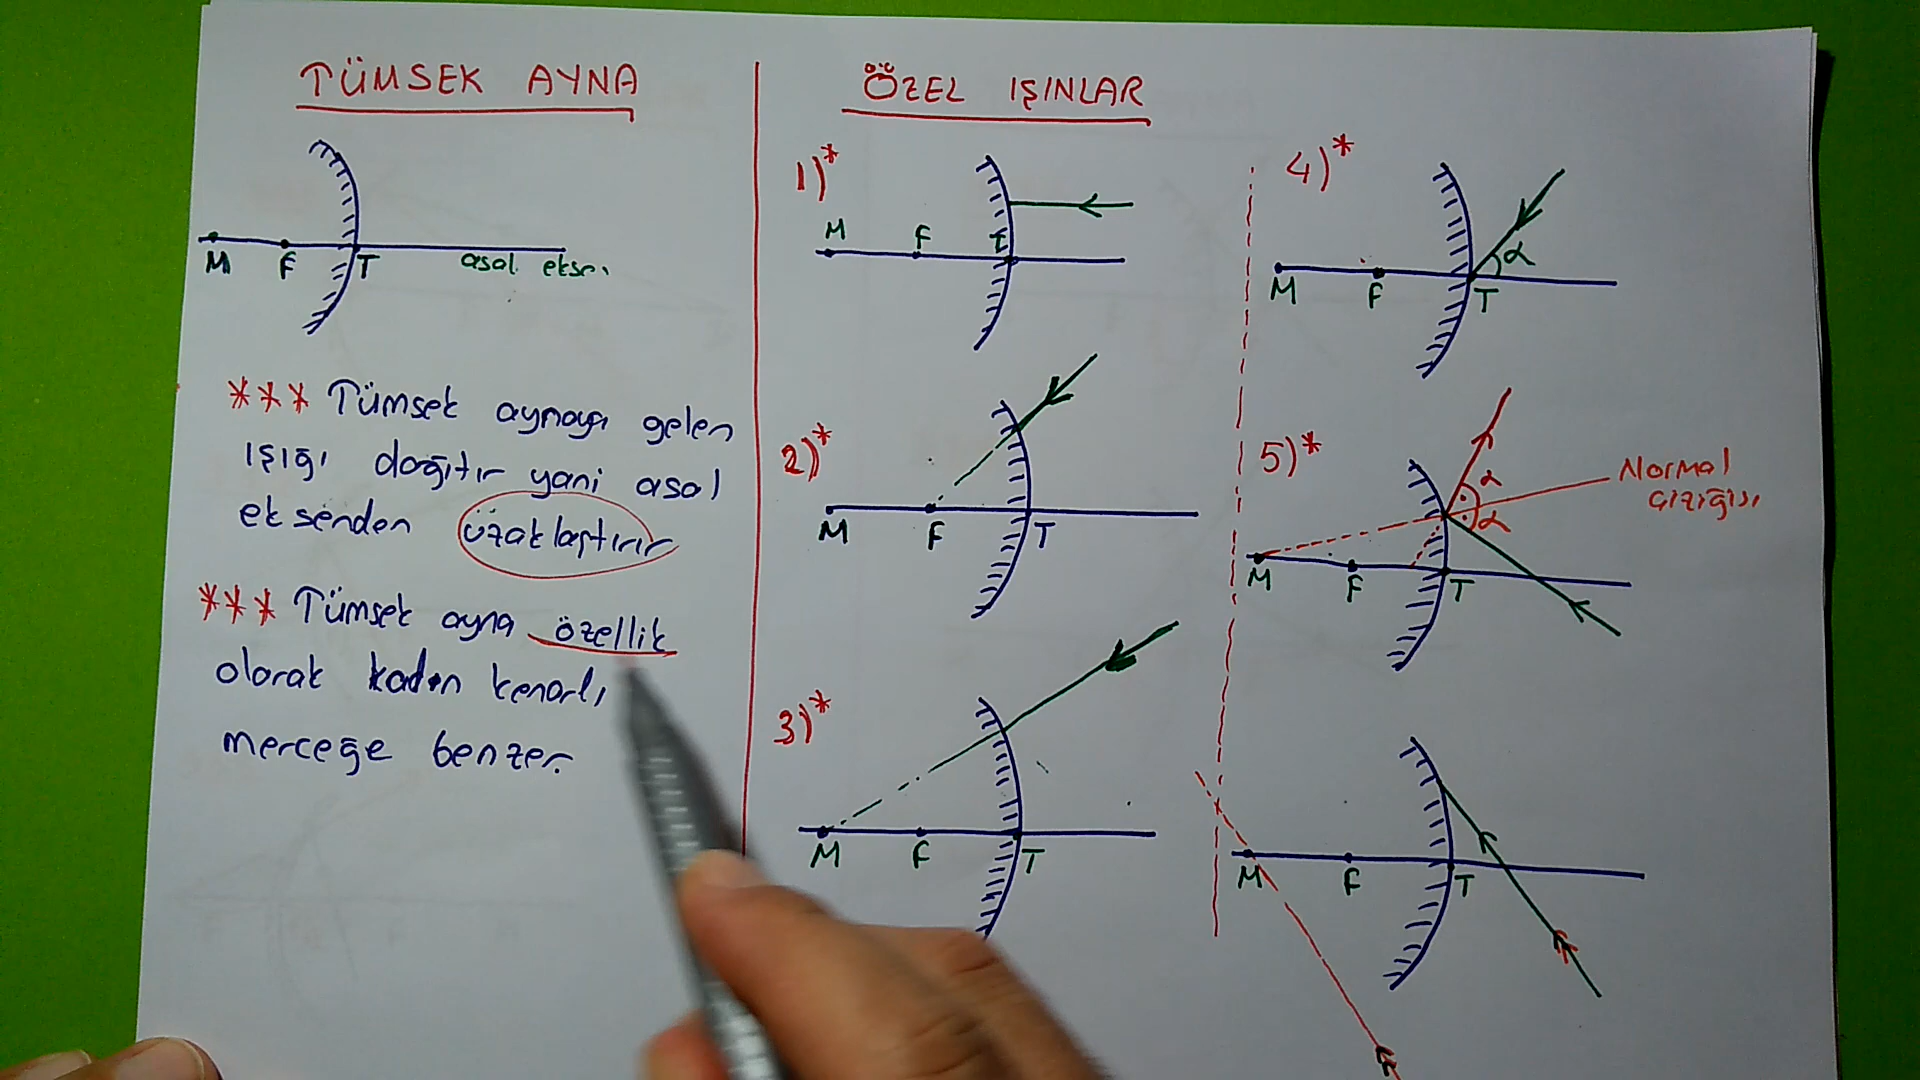 TÜMSEK AYNA
M F T asal eksen
*** Tümsek aynaya gelen
ışığı dağıtır yani asal
eksenden uzaklaştırır
*** Tümsek ayna özellik
olarak kalın kenarlı
merceğe benzer.
ÖZEL IŞINLAR
1)*
M F T
2)*
M F T
3)*
M F T
4)*
α
M F T
5)*
α
α
Normal
çizgisi
M F T
M F T